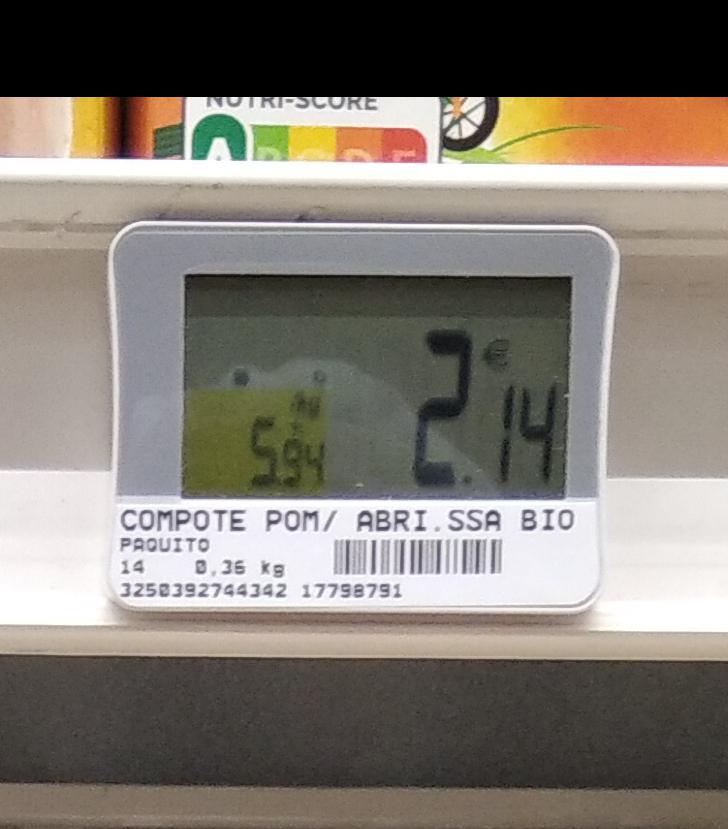 NUTRI-SCORE
A B C D E
2€.14
5.94
COMPOTE POM/ ABRI.SSA BIO
PAQUITO
14 0,36 kg
3250392744342 17798791